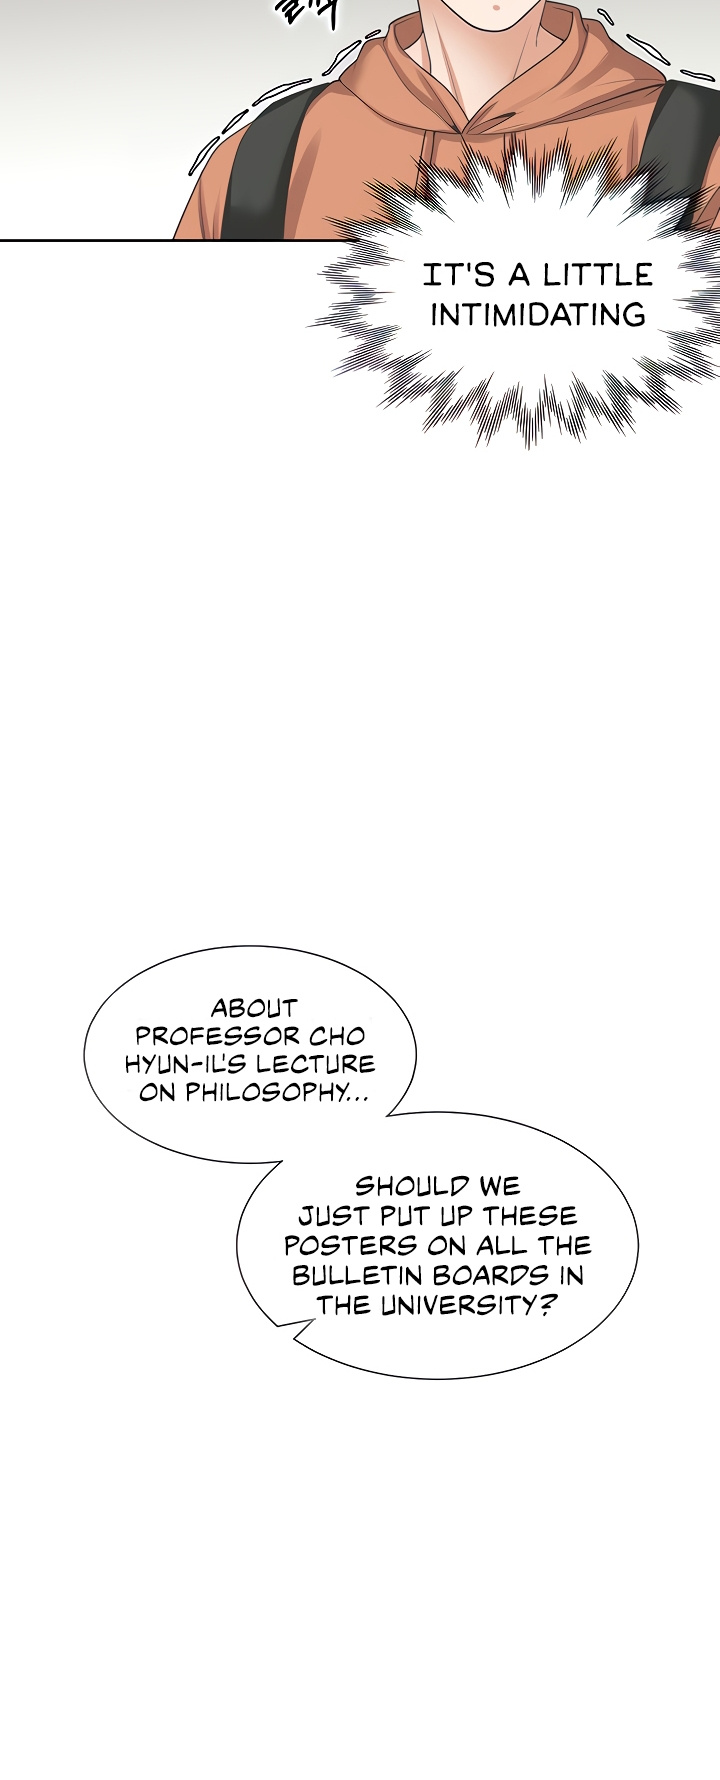 IT'S A LITTLE
INTIMIDATING
ABOUT
PROFESSOR CHO
HYUN-IL'S LECTURE
ON PHILOSOPHY...
SHOULD WE
JUST PUT UP THESE
POSTERS ON ALL THE
BULLETIN BOARDS IN
THE UNIVERSITY?